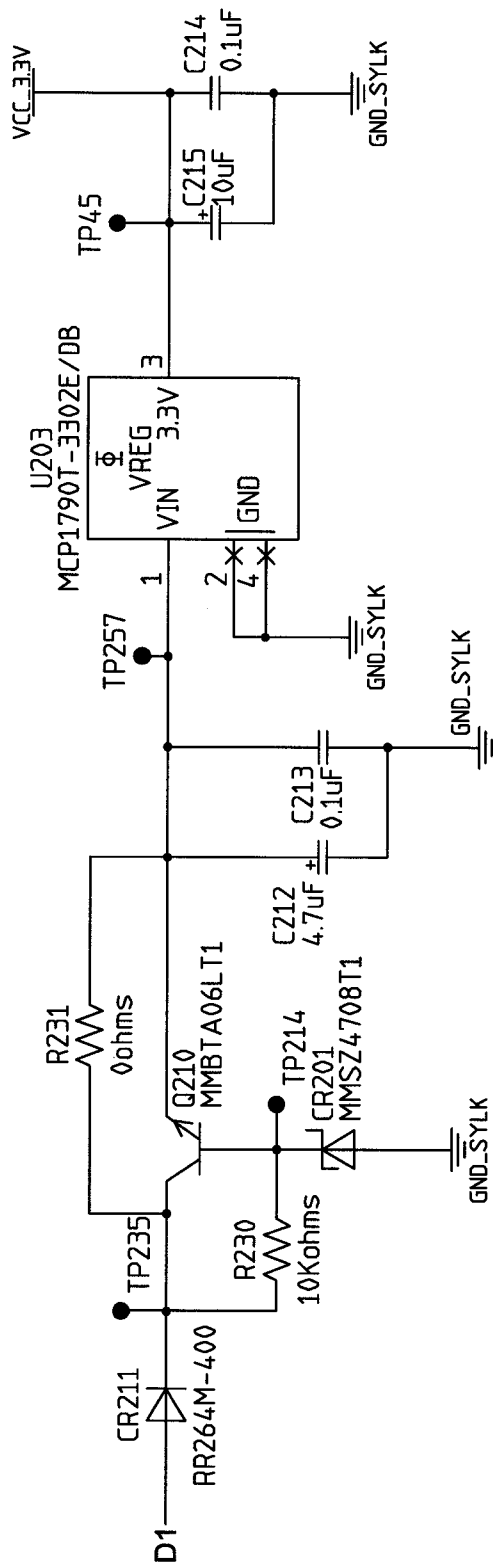 D1
CR211
RR264M-400
TP235
R231
0ohms
Q210
MMBTA06LT1
R230
10Kohms
TP214
CR201
MMSZ4708T1
GND_SYLK
C212
4.7uF
+
C213
0.1uF
GND_SYLK
TP257
U203
MCP1790T-3302E/DB
Φ
VREG
VIN
3.3V
1
3
2
4
GND
GND_SYLK
TP45
VCC_3.3V
C215
10uF
+
C214
0.1uF
GND_SYLK